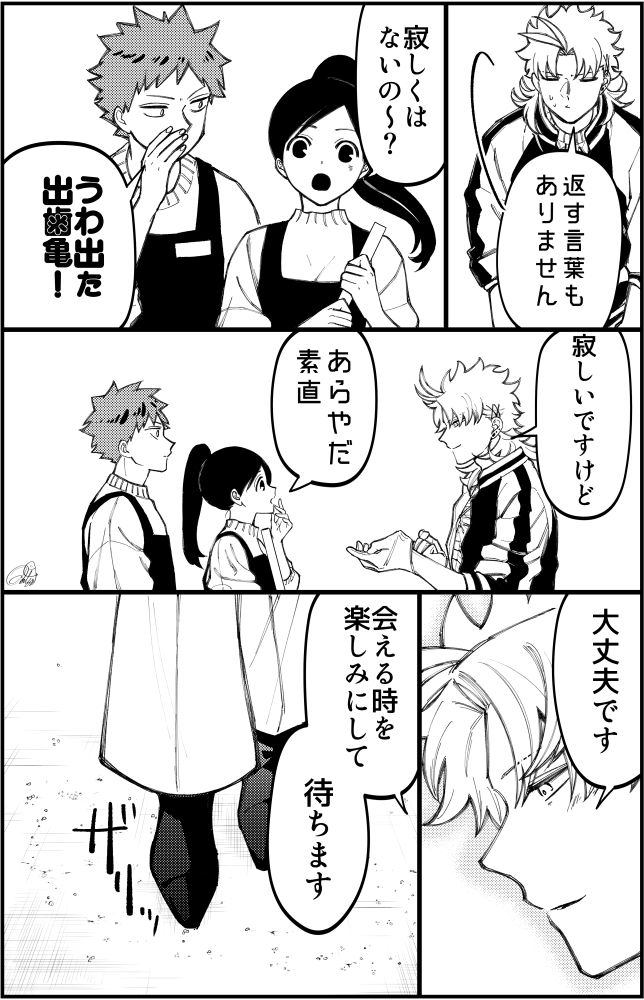 返す言葉も
ありません
寂しくは
ないの〜？
うわ出た
出歯亀！
寂しいですけど
あらやだ
素直
大丈夫です
会える時を
楽しみにして
待ちます
ザリッ